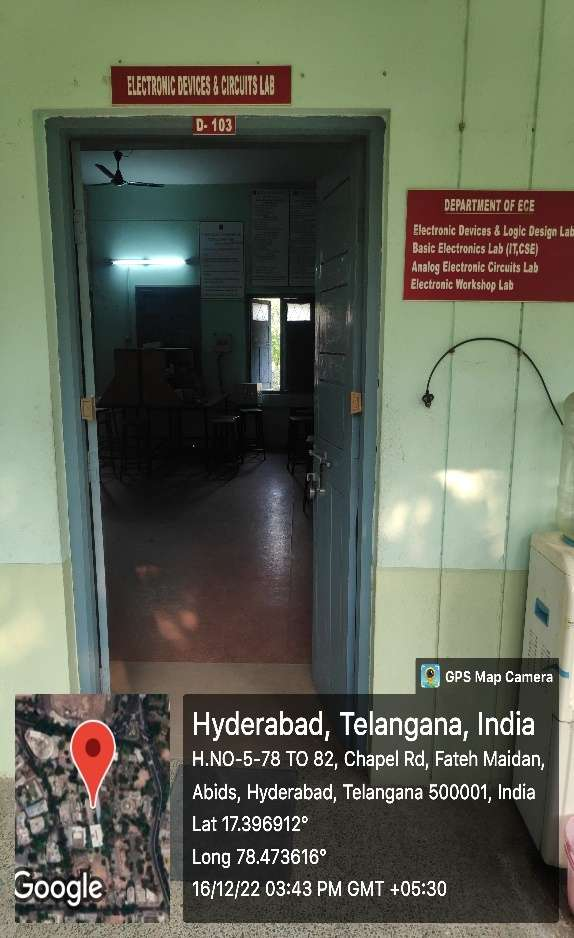 ELECTRONIC DEVICES & CIRCUITS LAB
D- 103
DEPARTMENT OF ECE
Electronic Devices & Logic Design Lab
Basic Electronics Lab (IT,CSE)
Analog Electronic Circuits Lab
Electronic Workshop Lab
GPS Map Camera
Hyderabad, Telangana, India
H.NO-5-78 TO 82, Chapel Rd, Fateh Maidan,
Abids, Hyderabad, Telangana 500001, India
Lat 17.396912°
Long 78.473616°
16/12/22 03:43 PM GMT +05:30
Google